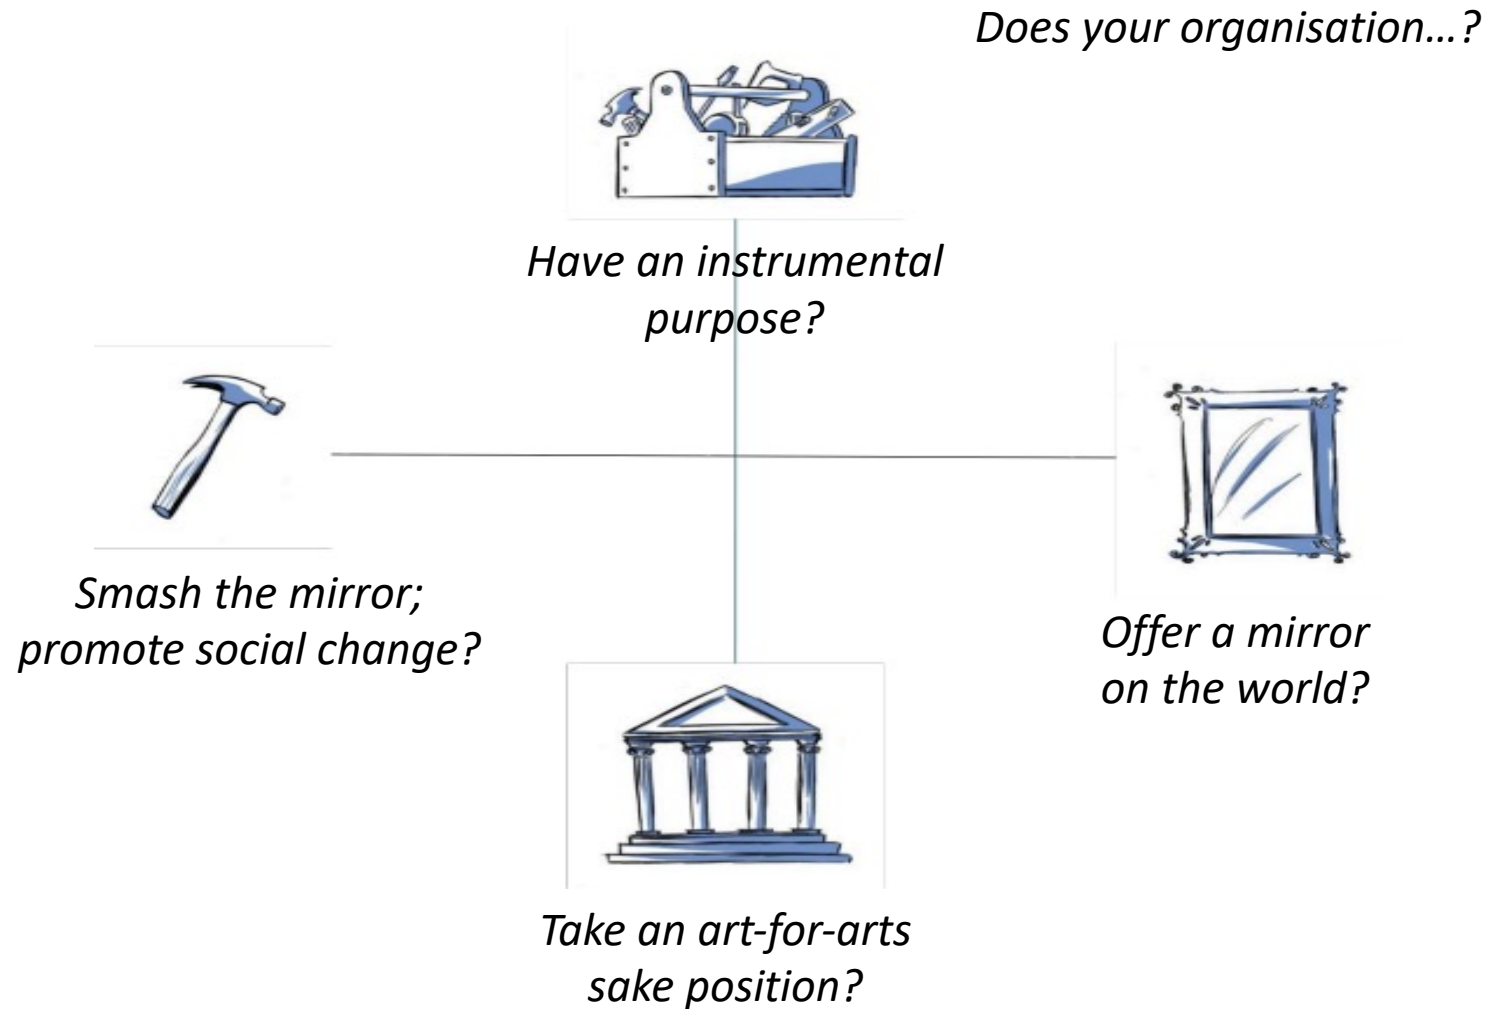 Does your organisation…?
Have an instrumental
purpose?
Smash the mirror;
promote social change?
Offer a mirror
on the world?
Take an art-for-arts
sake position?